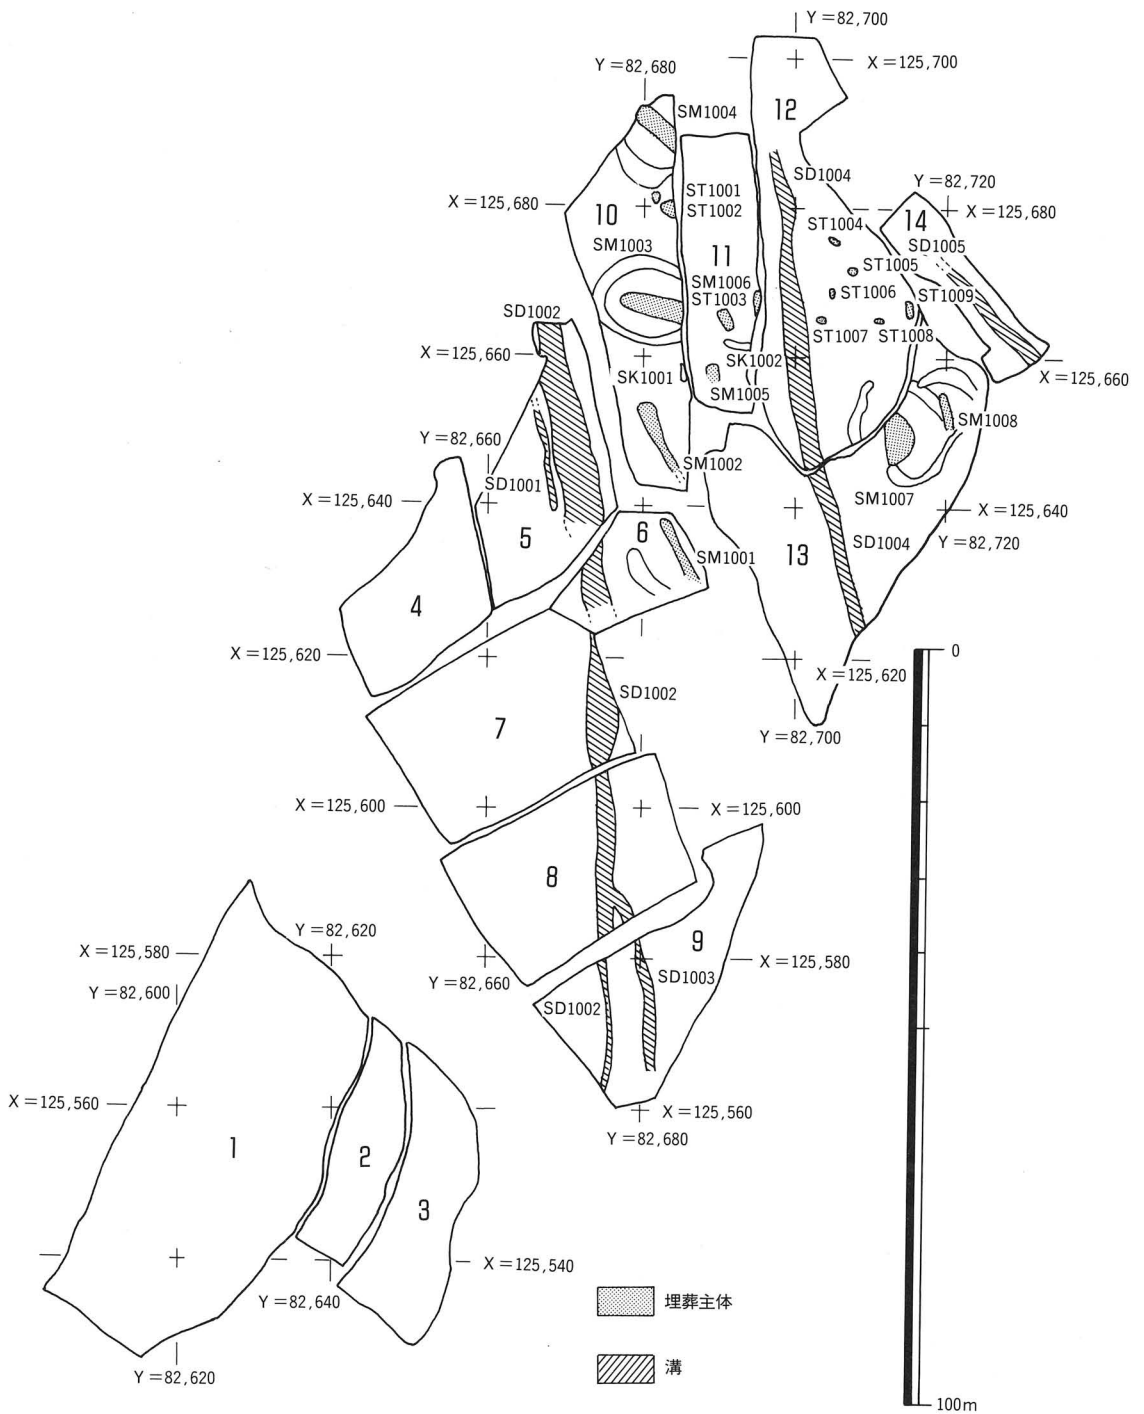 Y=82,700
X=125,700
Y=82,680
12
SM1004
SD1004
Y=82,720
ST1001
ST1002
X=125,680
X=125,680
10
ST1004
14
SD1005
SM1003
11
ST1005
SM1006
ST1003
ST1006
ST1009
SD1002
ST1007
ST1008
X=125,660
SK1002
SK1001
X=125,660
SM1005
SM1008
Y=82,660
SM1002
SD1001
X=125,640
SM1007
X=125,640
5
6
SD1004
Y=82,720
13
SM1001
4
X=125,620
X=125,620
0
SD1002
7
Y=82,700
X=125,600
X=125,600
8
Y=82,620
9
X=125,580
X=125,580
SD1003
Y=82,660
Y=82,600
SD1002
X=125,560
X=125,560
Y=82,680
1
2
3
X=125,540
Y=82,640
埋葬主体
Y=82,620
溝
100m